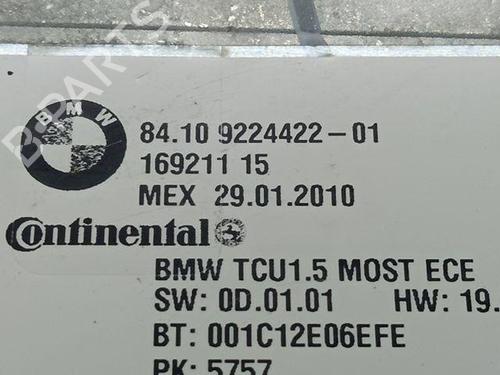 B-PARTS
BMW
84.10 9224422-01
169211 15
MEX 29.01.2010
Continental
BMW TCU1.5 MOST ECE
SW: 0D.01.01 HW: 19.
BT: 001C12E06EFE
PK: 5757